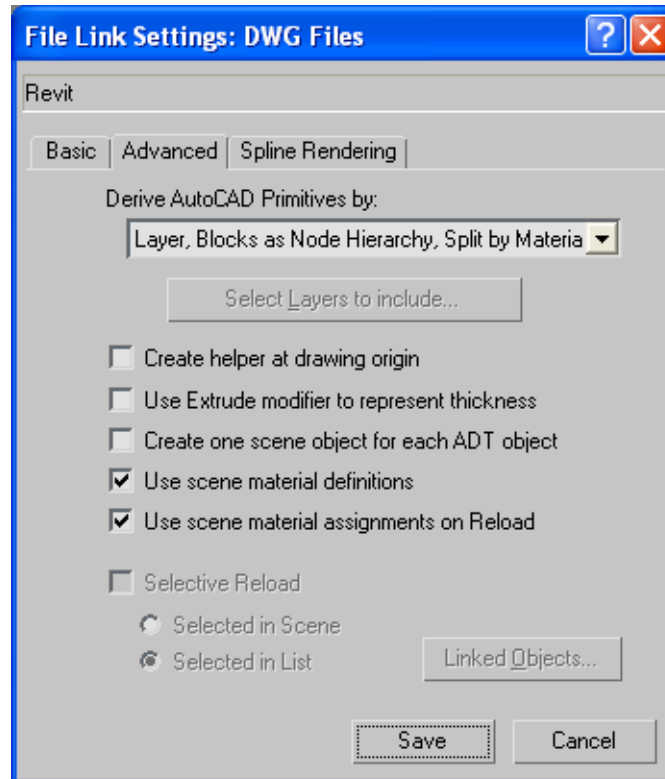 File Link Settings: DWG Files
Revit
Basic Advanced Spline Rendering
Derive AutoCAD Primitives by:
Layer, Blocks as Node Hierarchy, Split by Materia
Select Layers to include...
Create helper at drawing origin
Use Extrude modifier to represent thickness
Create one scene object for each ADT object
Use scene material definitions
Use scene material assignments on Reload
Selective Reload
Selected in Scene
Selected in List
Linked Objects...
Save Cancel